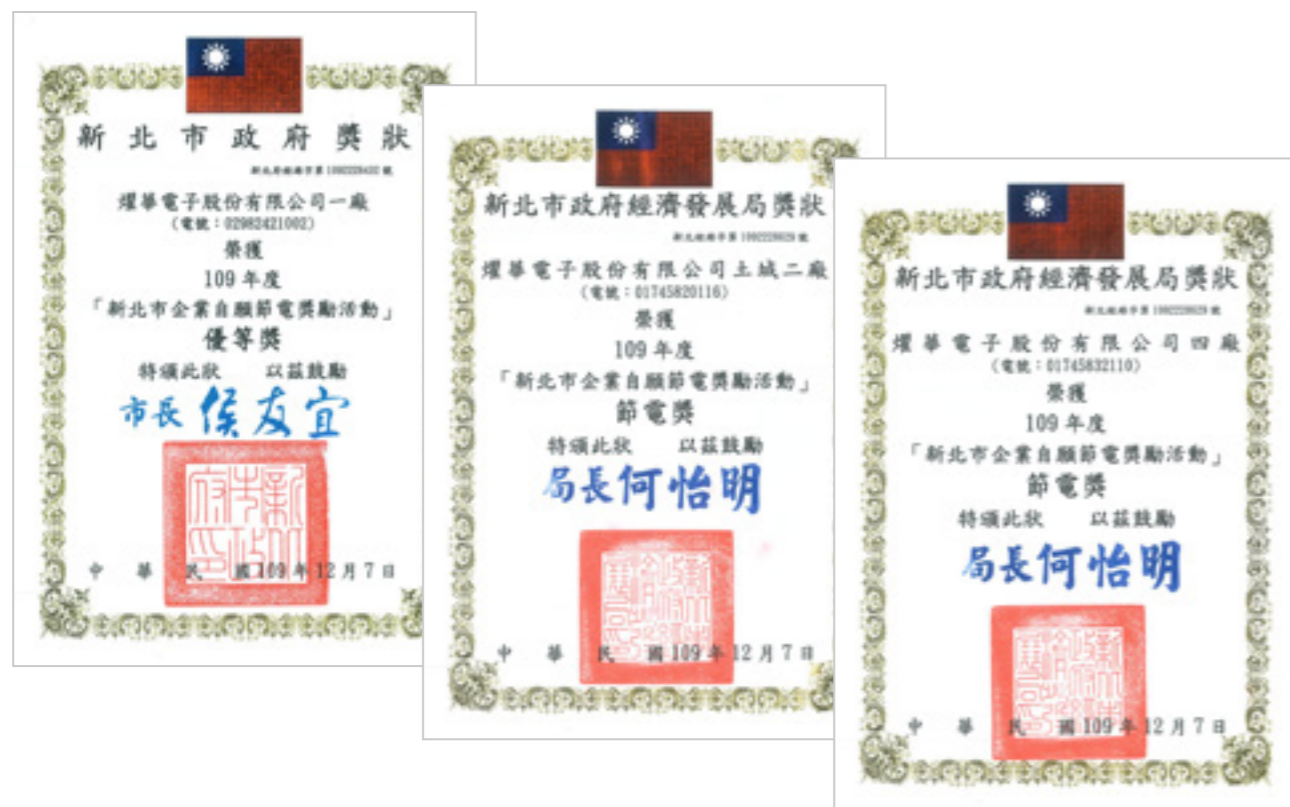 新北市政府獎狀
燿華電子股份有限公司一廠
(電號：02982421002)
榮獲
109年度
「新北市企業自願節電獎勵活動」
優等獎
特頒此狀 以茲鼓勵
市長 侯友宜
中華民國109年12月7日
新北市政府經濟發展局獎狀
燿華電子股份有限公司土城二廠
(電號：01745820116)
榮獲
109年度
「新北市企業自願節電獎勵活動」
節電獎
特頒此狀 以茲鼓勵
局長何怡明
中華民國109年12月7日
新北市政府經濟發展局獎狀
燿華電子股份有限公司四廠
(電號：01745832110)
榮獲
109年度
「新北市企業自願節電獎勵活動」
節電獎
特頒此狀 以茲鼓勵
局長何怡明
中華民國109年12月7日